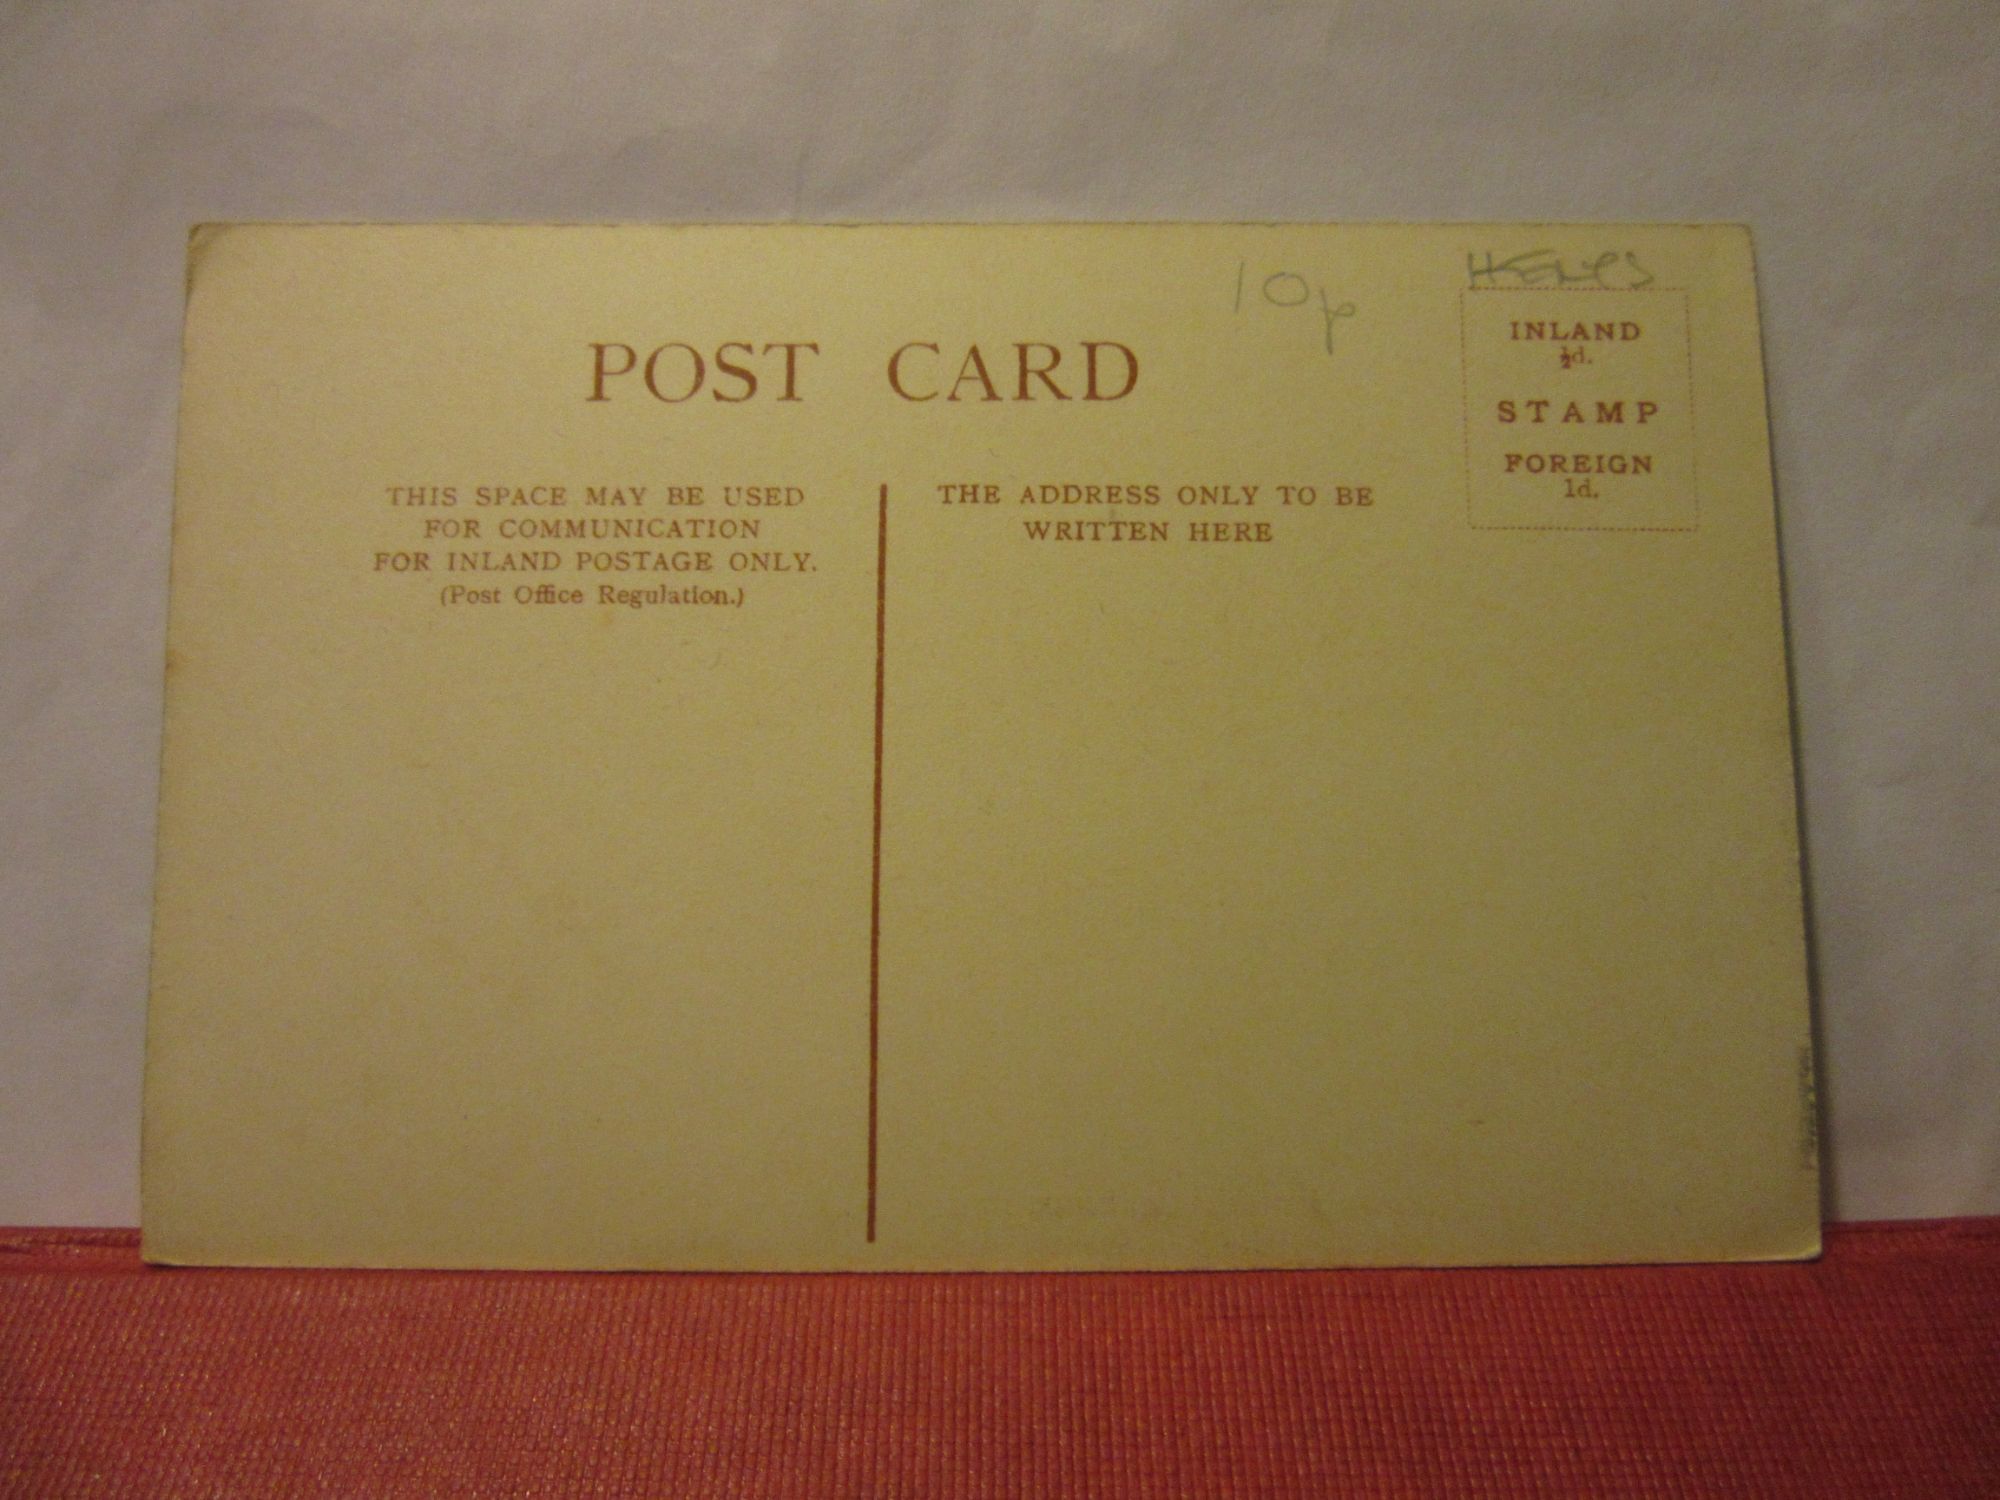 10p
POST CARD
INLAND
½d.
STAMP
FOREIGN
1d.
THIS SPACE MAY BE USED
FOR COMMUNICATION
FOR INLAND POSTAGE ONLY.
(Post Office Regulation.)
THE ADDRESS ONLY TO BE
WRITTEN HERE